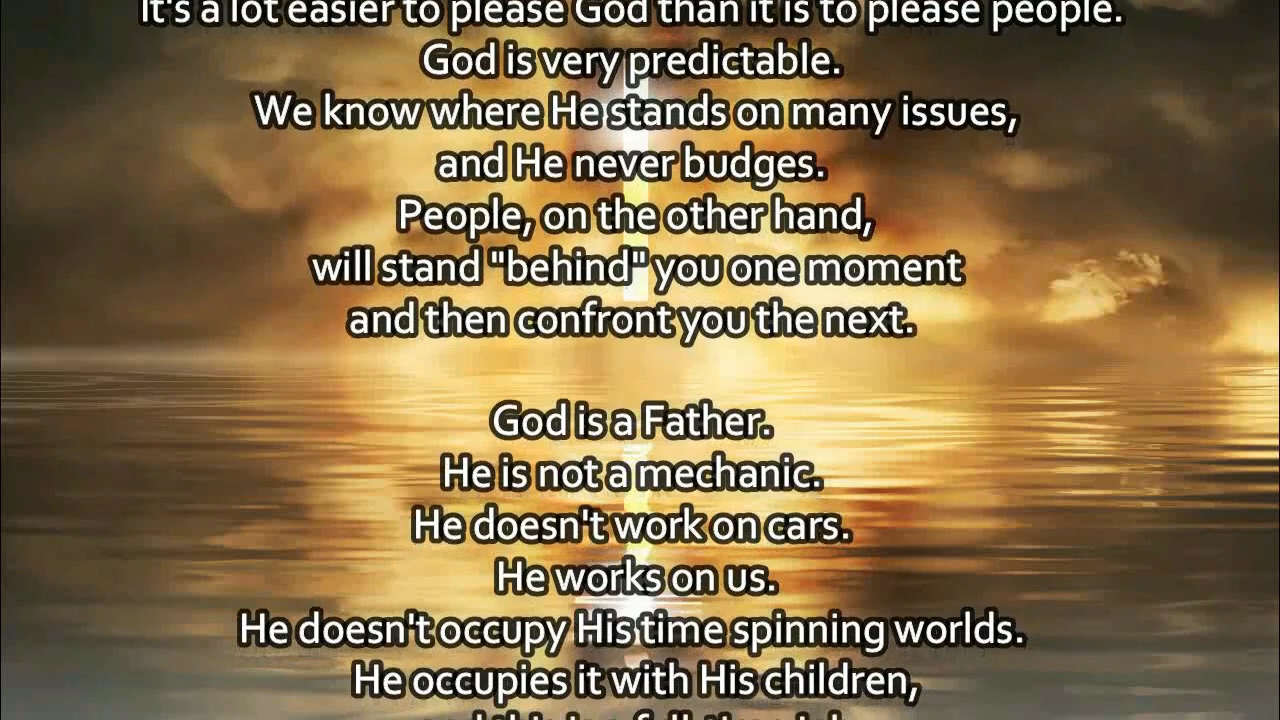 It's a lot easier to please God than it is to please people.
God is very predictable.
We know where He stands on many issues,
and He never budges.
People, on the other hand,
will stand "behind" you one moment
and then confront you the next.
God is a Father.
He is not a mechanic.
He doesn't work on cars.
He works on us.
He doesn't occupy His time spinning worlds.
He occupies it with His children,